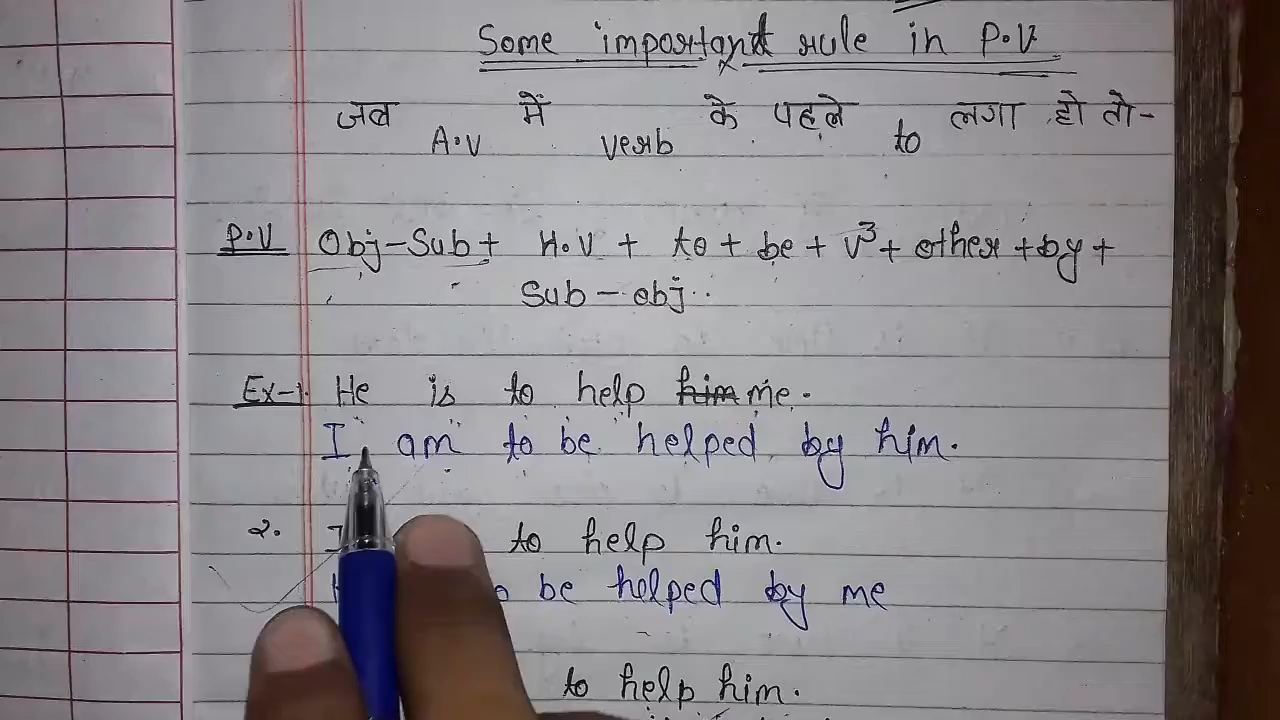 Some important rule in P.V
जब A.V में verb के पहले to लगा हो तो-
P.V Obj-Sub + H.V + to + be + V³ + other + by +
Sub-obj..
Ex-1. He is to help him me.
I am to be helped by him.
२. I to help him.
be helped by me
to help him.